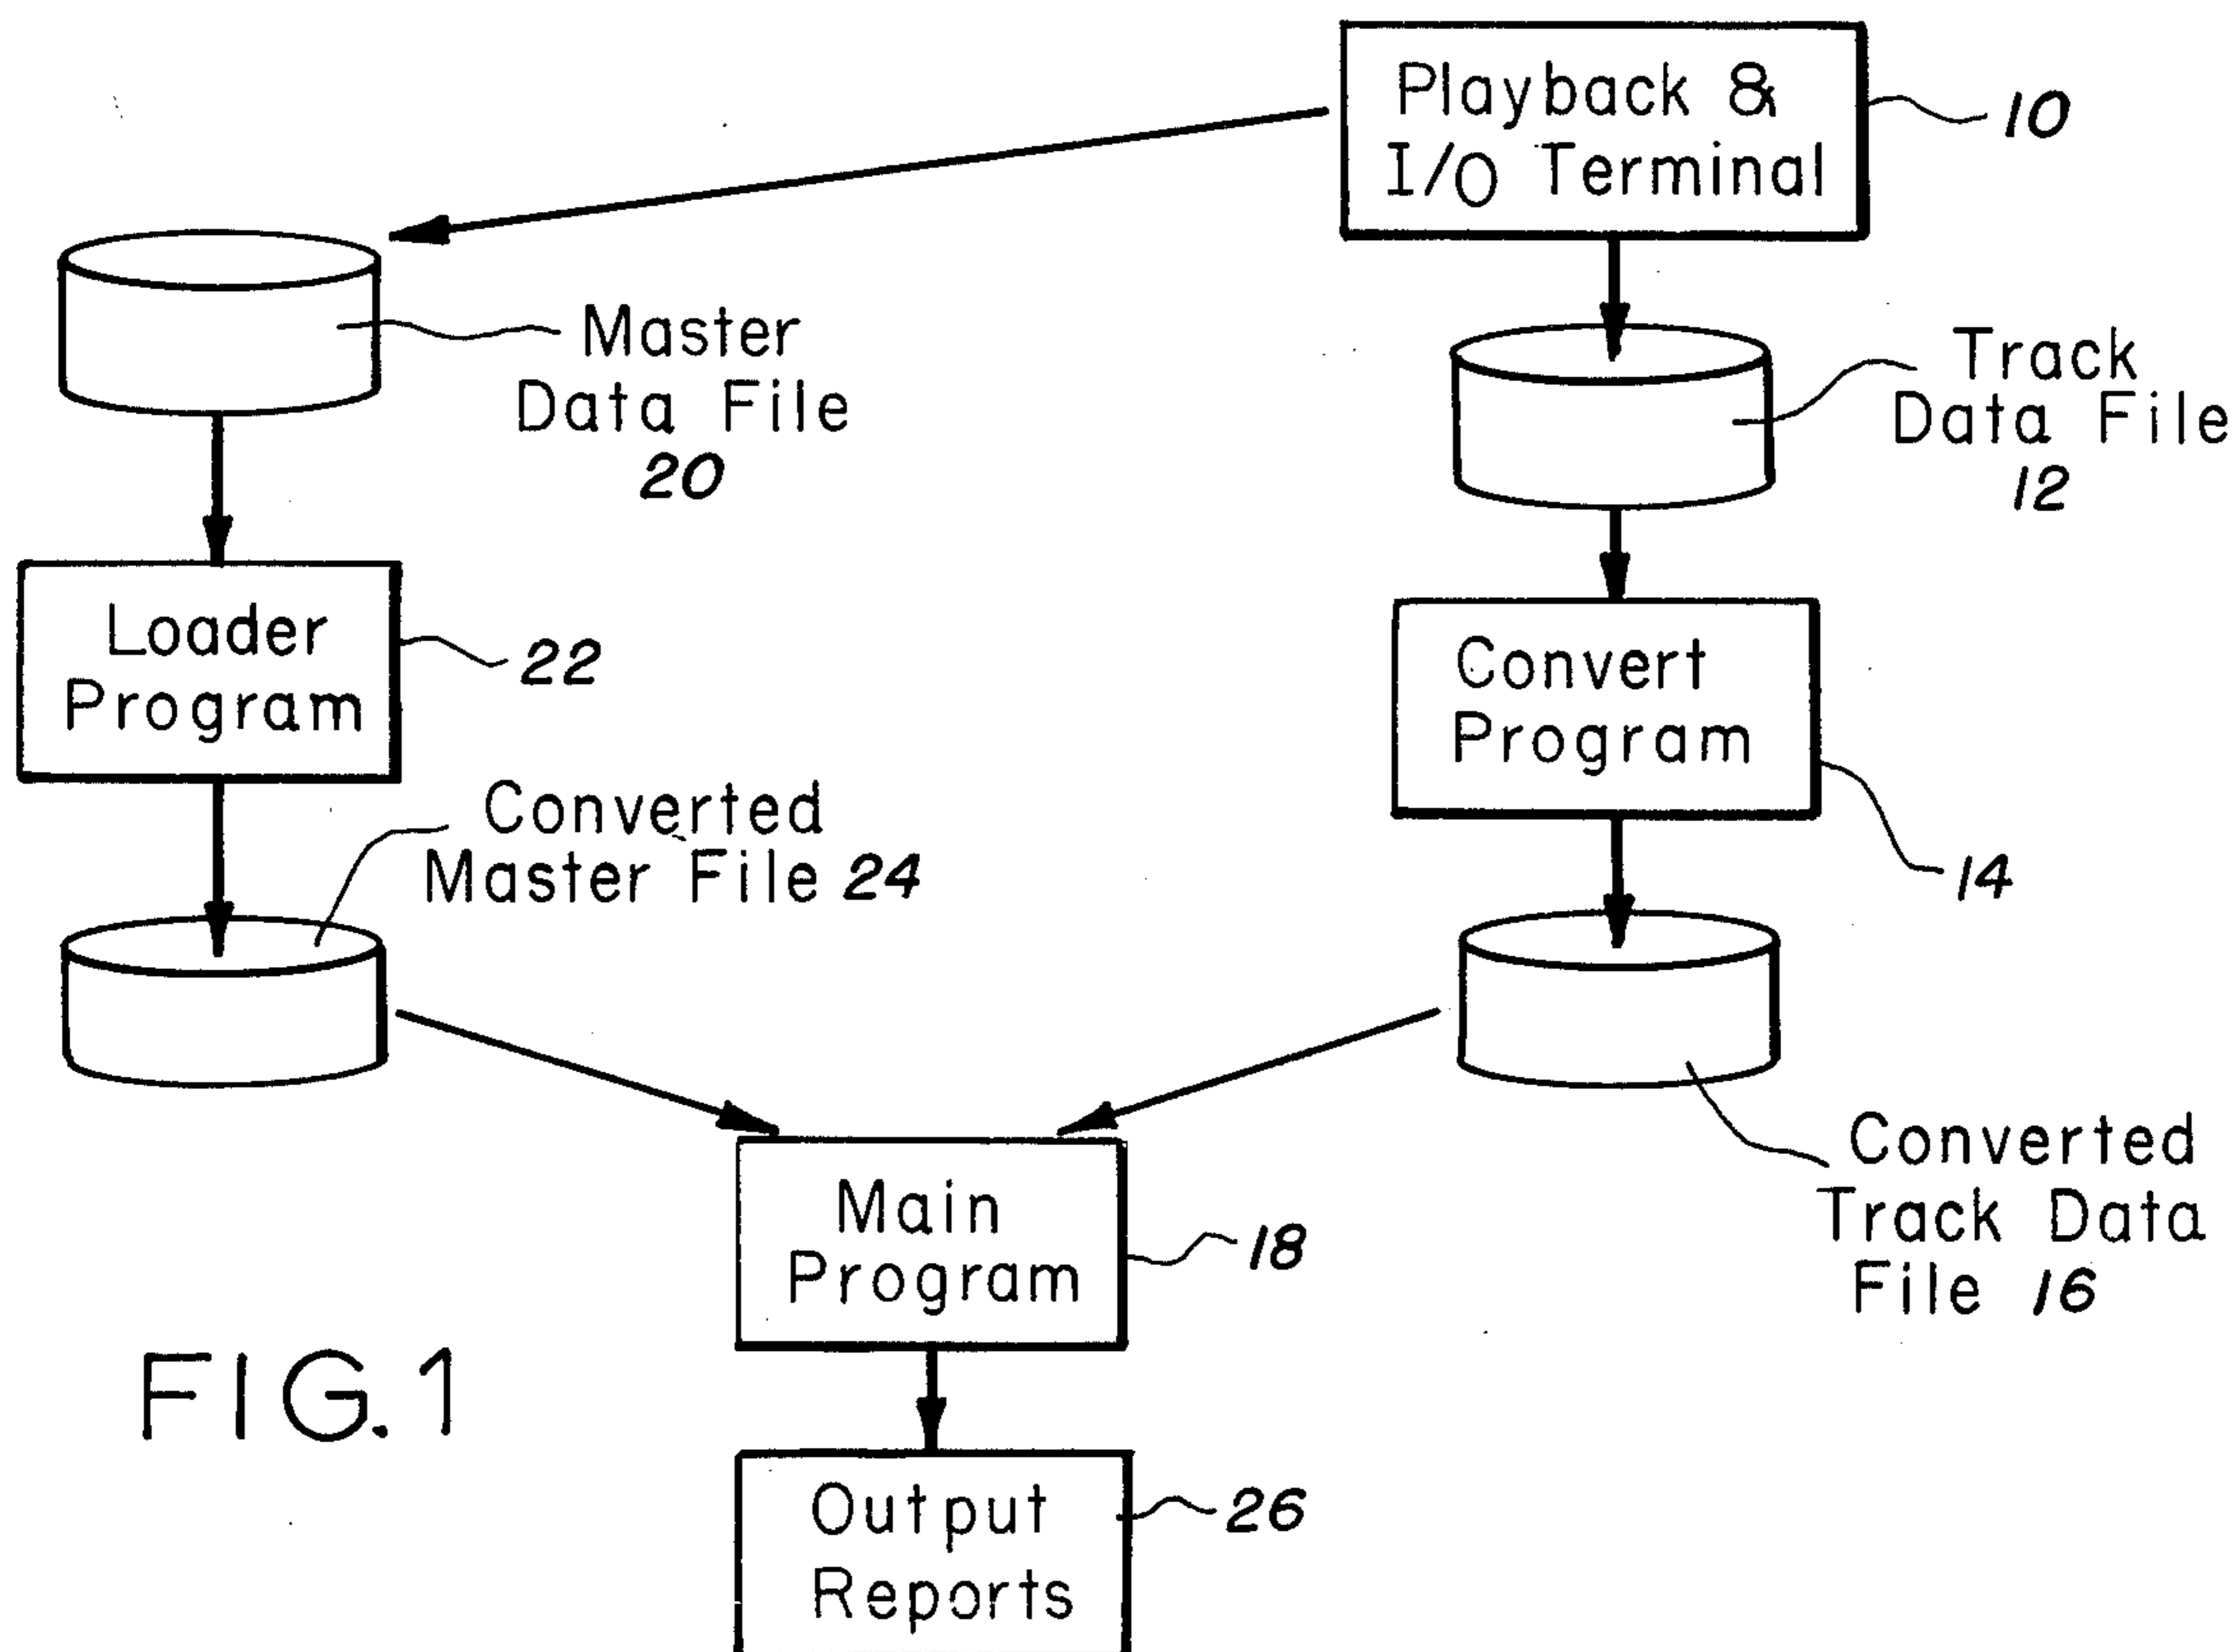 Playback &
I/O Terminal
10
Master
Data File
20
Track
Data File
12
Loader
Program
22
Convert
Program
14
Converted
Master File 24
Converted
Track Data
File 16
Main
Program
18
Output
Reports
26
FIG.1